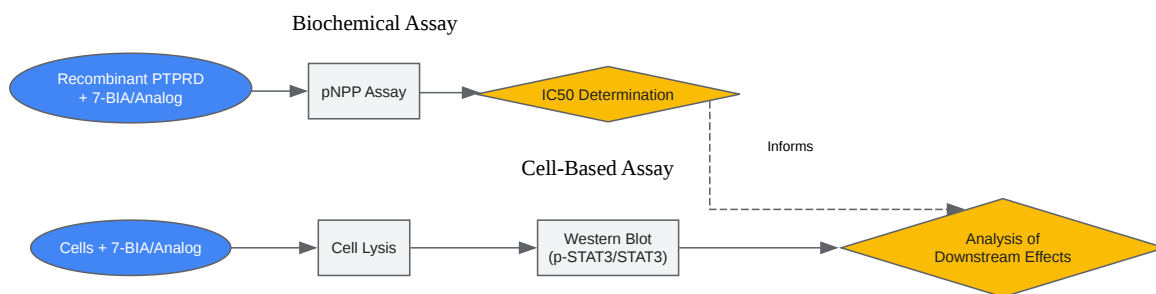 Biochemical Assay
Recombinant PTPRD
+ 7-BIA/Analog
pNPP Assay
IC50 Determination
Informs
Cell-Based Assay
Cells + 7-BIA/Analog
Cell Lysis
Western Blot
(p-STAT3/STAT3)
Analysis of
Downstream Effects